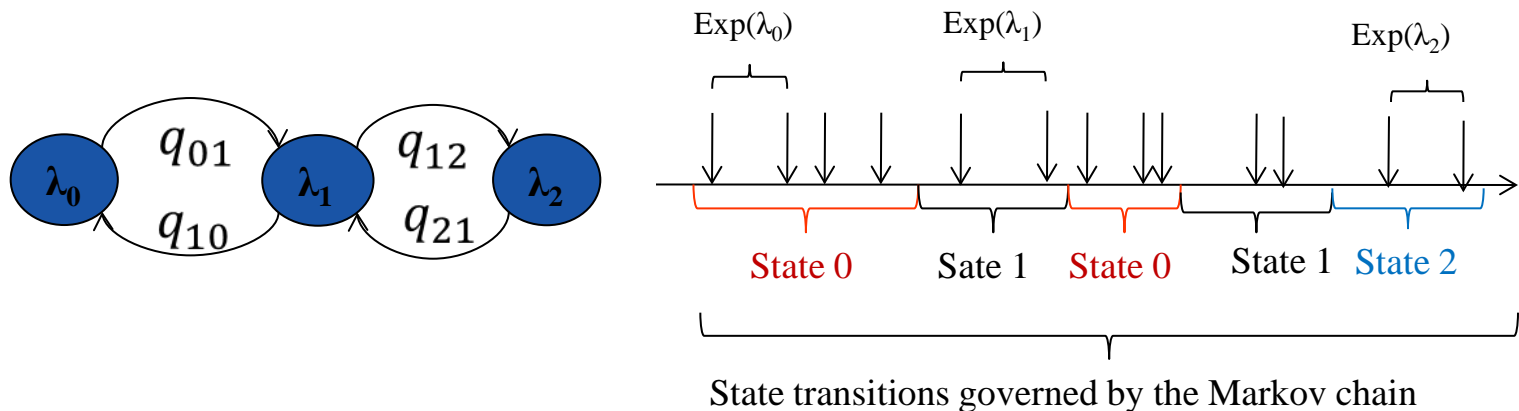 Exp(λ0) Exp(λ1) Exp(λ2)
q01 q12
λ0 λ1 λ2
q10 q21
State 0 Sate 1 State 0 State 1 State 2
State transitions governed by the Markov chain